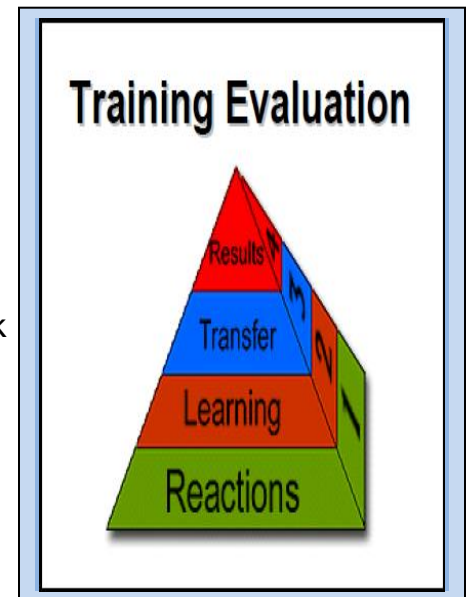 Training Evaluation
Results 4
Transfer 3
Learning 2
Reactions 1